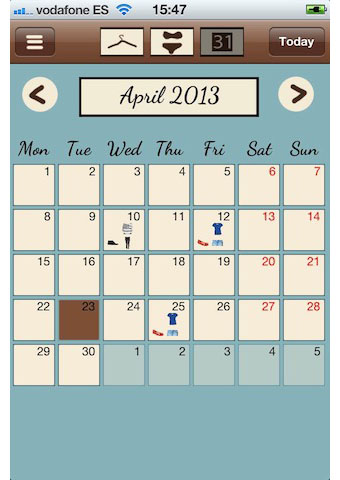 vodafone ES 15:47
31 Today
April 2013
Mon Tue Wed Thu Fri Sat Sun
1 2 3 4 5 6 7
8 9 10 11 12 13 14
15 16 17 18 19 20 21
22 23 24 25 26 27 28
29 30 1 2 3 4 5